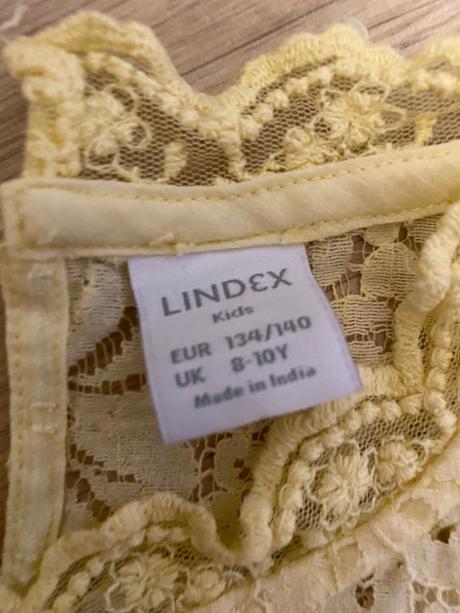 LINDEX
Kids
EUR 134/140
UK 8-10Y
Made in India